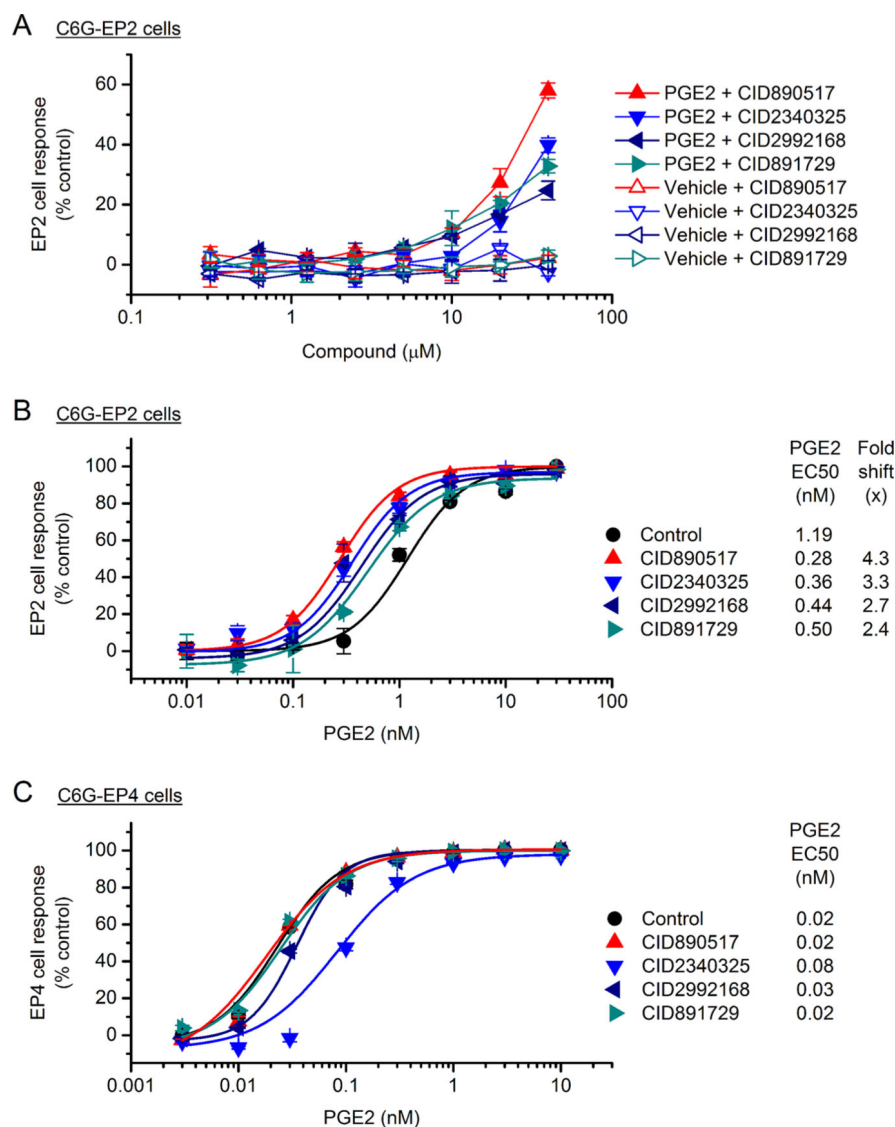 A C6G-EP2 cells
EP2 cell response
(% control)
60
40
20
0
0.1 1 10 100
Compound (μM)
PGE2 + CID890517
PGE2 + CID2340325
PGE2 + CID2992168
PGE2 + CID891729
Vehicle + CID890517
Vehicle + CID2340325
Vehicle + CID2992168
Vehicle + CID891729
B C6G-EP2 cells
EP2 cell response
(% control)
100
80
60
40
20
0
0.01 0.1 1 10 100
PGE2 (nM)
PGE2 Fold
EC50 shift
(nM) (x)
Control 1.19
CID890517 0.28 4.3
CID2340325 0.36 3.3
CID2992168 0.44 2.7
CID891729 0.50 2.4
C C6G-EP4 cells
EP4 cell response
(% control)
100
80
60
40
20
0
0.001 0.01 0.1 1 10
PGE2 (nM)
PGE2
EC50
(nM)
Control 0.02
CID890517 0.02
CID2340325 0.08
CID2992168 0.03
CID891729 0.02